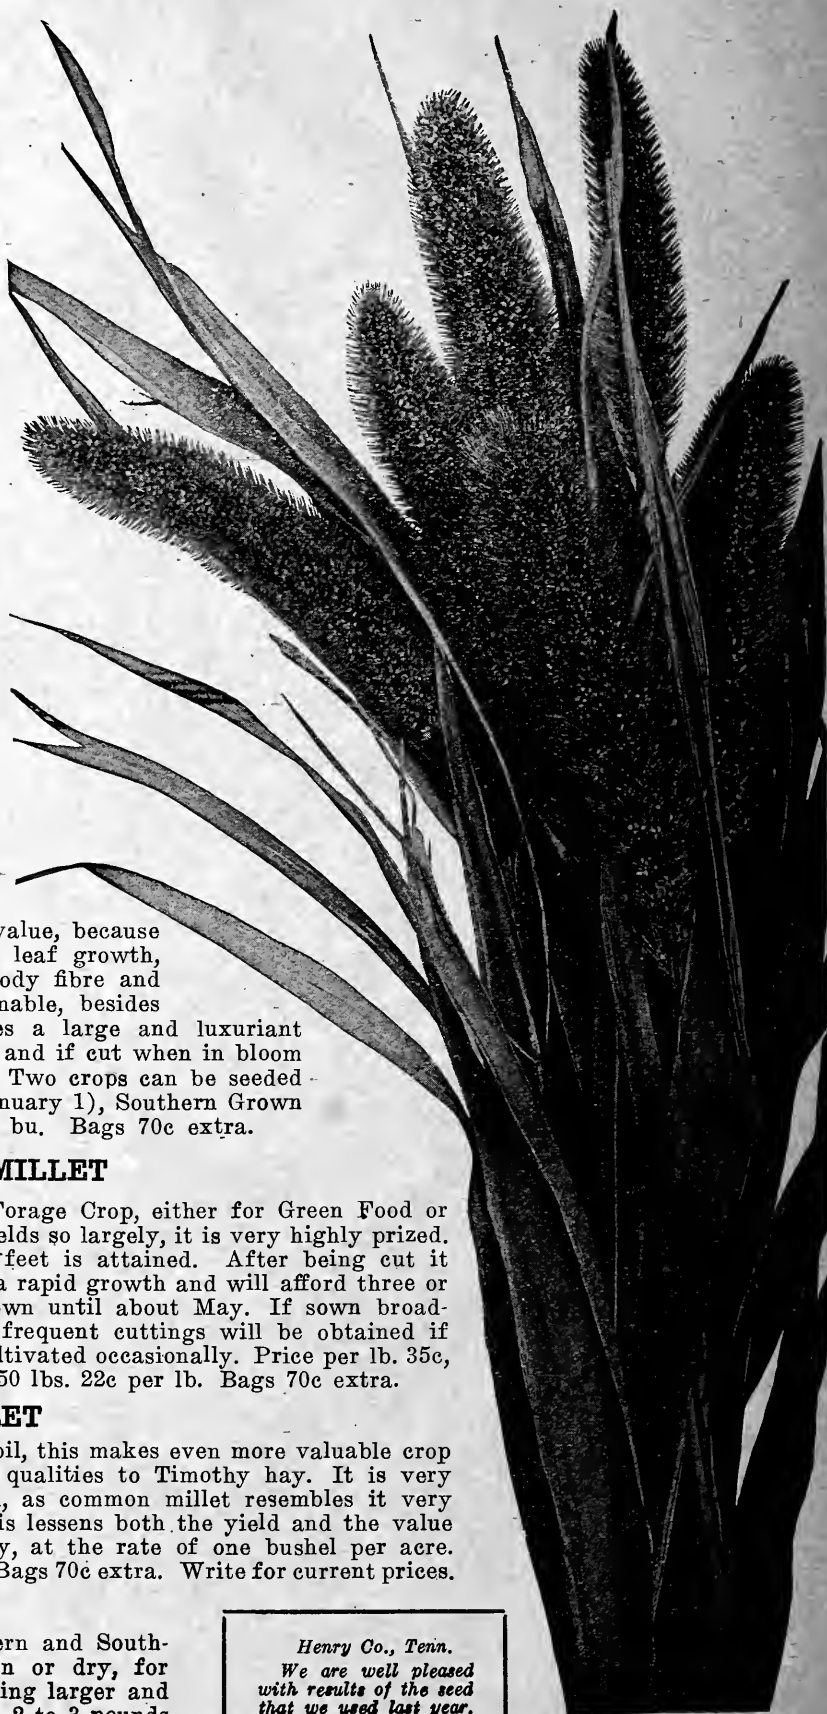 value, because
leaf growth,
ody fibre and
nable, besides
es a large and luxuriant
and if cut when in bloom
Two crops can be seeded
nuary 1), Southern Grown
bu. Bags 70c extra.
MILLET
Forage Crop, either for Green Food or
elds so largely, it is very highly prized.
feet is attained. After being cut it
a rapid growth and will afford three or
wn until about May. If sown broad-
frequent cuttings will be obtained if
ltivated occasionally. Price per lb. 35c,
50 lbs. 22c per lb. Bags 70c extra.
LET
oil, this makes even more valuable crop
qualities to Timothy hay. It is very
, as common millet resembles it very
is lessens both the yield and the value
y, at the rate of one bushel per acre.
Bags 70c extra. Write for current prices.
ern and South-
n or dry, for
ing larger and
2 to 3 pounds
Henry Co., Tenn.
We are well pleased
with results of the seed
that we used last year.